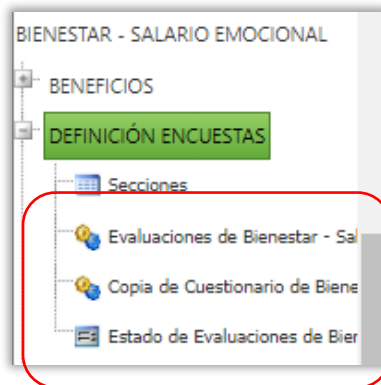 BIENESTAR - SALARIO EMOCIONAL
BENEFICIOS
DEFINICIÓN ENCUESTAS
Secciones
Evaluaciones de Bienestar - Sal
Copia de Cuestionario de Biene
Estado de Evaluaciones de Bier